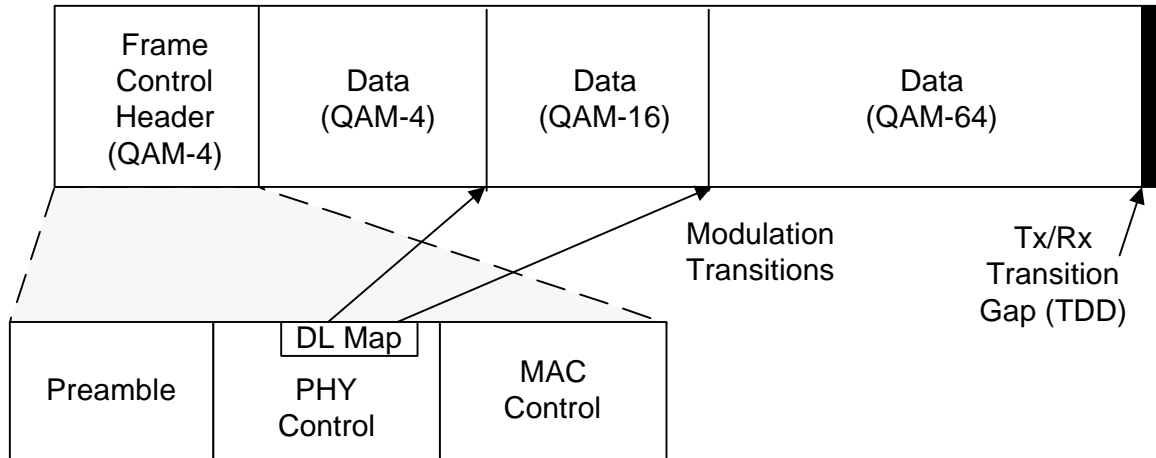 Frame
Control
Header
(QAM-4)
Data
(QAM-4)
Data
(QAM-16)
Data
(QAM-64)
Modulation
Transitions
Tx/Rx
Transition
Gap (TDD)
Preamble
DL Map
PHY
Control
MAC
Control